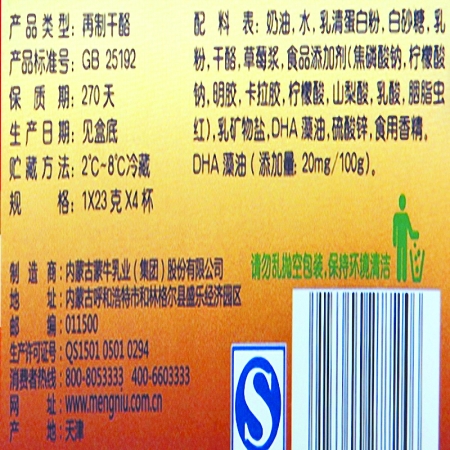 产品类型: 再制干酪
产品标准号: GB 25192
保质期: 270天
生产日期: 见盒底
贮藏方法: 2℃~8℃冷藏
规格: 1X23克X4杯
配料表: 奶油, 水, 乳清蛋白粉, 白砂糖, 乳
粉, 干酪, 草莓浆, 食品添加剂(焦磷酸钠, 柠檬酸
钠, 明胶, 卡拉胶, 柠檬酸, 山梨酸, 乳酸, 胭脂虫
红), 乳矿物盐, DHA藻油, 硫酸锌, 食用香精。
DHA藻油(添加量: 20mg/100g)。
请勿乱抛空包装, 保持环境清洁
制造商: 内蒙古蒙牛乳业(集团)股份有限公司
地址: 内蒙古呼和浩特市和林格尔县盛乐经济园区
邮编: 011500
生产许可证号: QS1501 0501 0294
消费者热线: 800-8053333 400-6603333
网址: www.mengniu.com.cn
产地: 天津
S